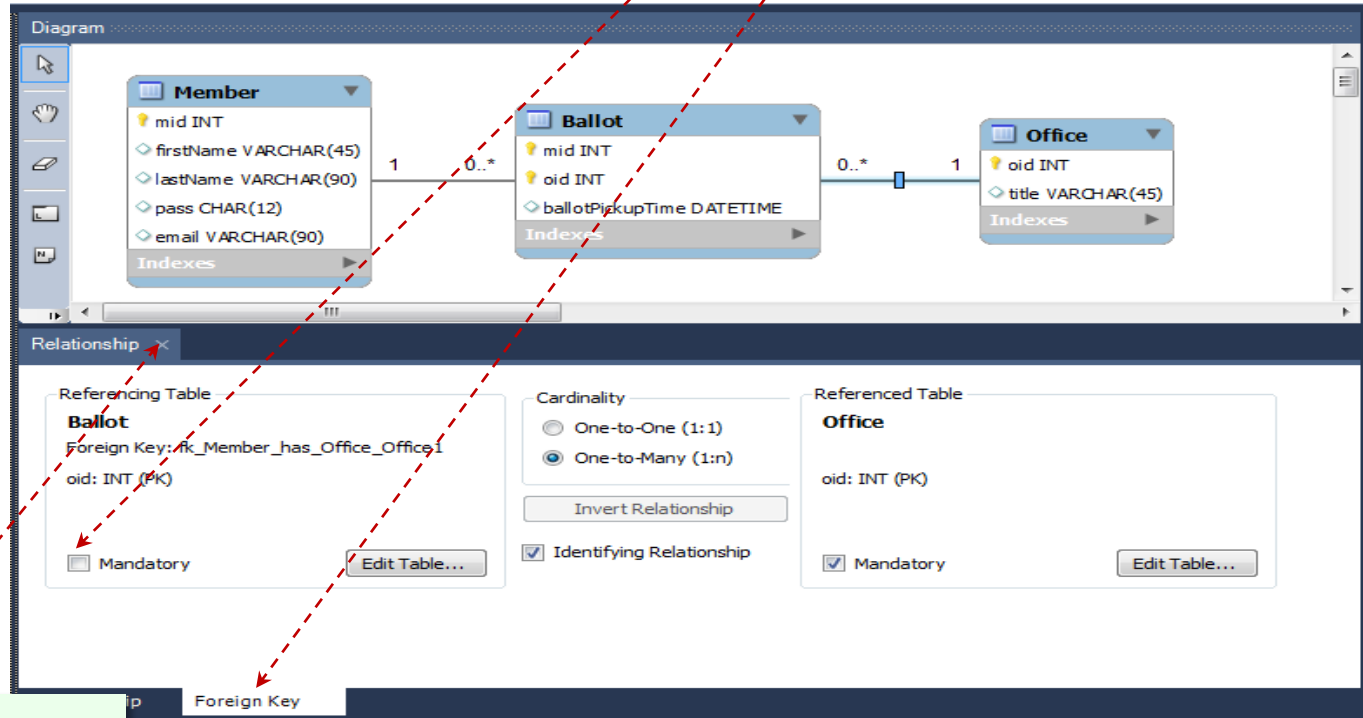 Diagram
Member
mid INT
firstName VARCHAR(45)
lastName VARCHAR(90)
pass CHAR(12)
email VARCHAR(90)
Indexes
1
0..*
Ballot
mid INT
oid INT
ballotPickupTime DATETIME
Indexes
0..*
1
Office
oid INT
title VARCHAR(45)
Indexes
Relationship
Referencing Table
Ballot
Foreign Key: fk_Member_has_Office_Office1
oid: INT (PK)
Mandatory
Edit Table...
Cardinality
One-to-One (1:1)
One-to-Many (1:n)
Invert Relationship
Identifying Relationship
Referenced Table
Office
oid: INT (PK)
Mandatory
Edit Table...
ip
Foreign Key